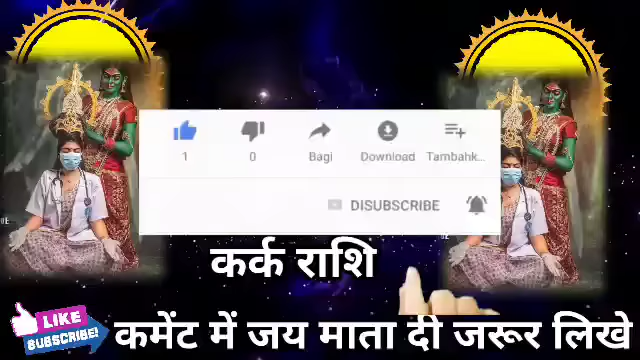 1 0 Bagi Download Tambahk...
DISUBSCRIBE
कर्क राशि
LIKE
SUBSCRIBE!
कमेंट में जय माता दी जरूर लिखे